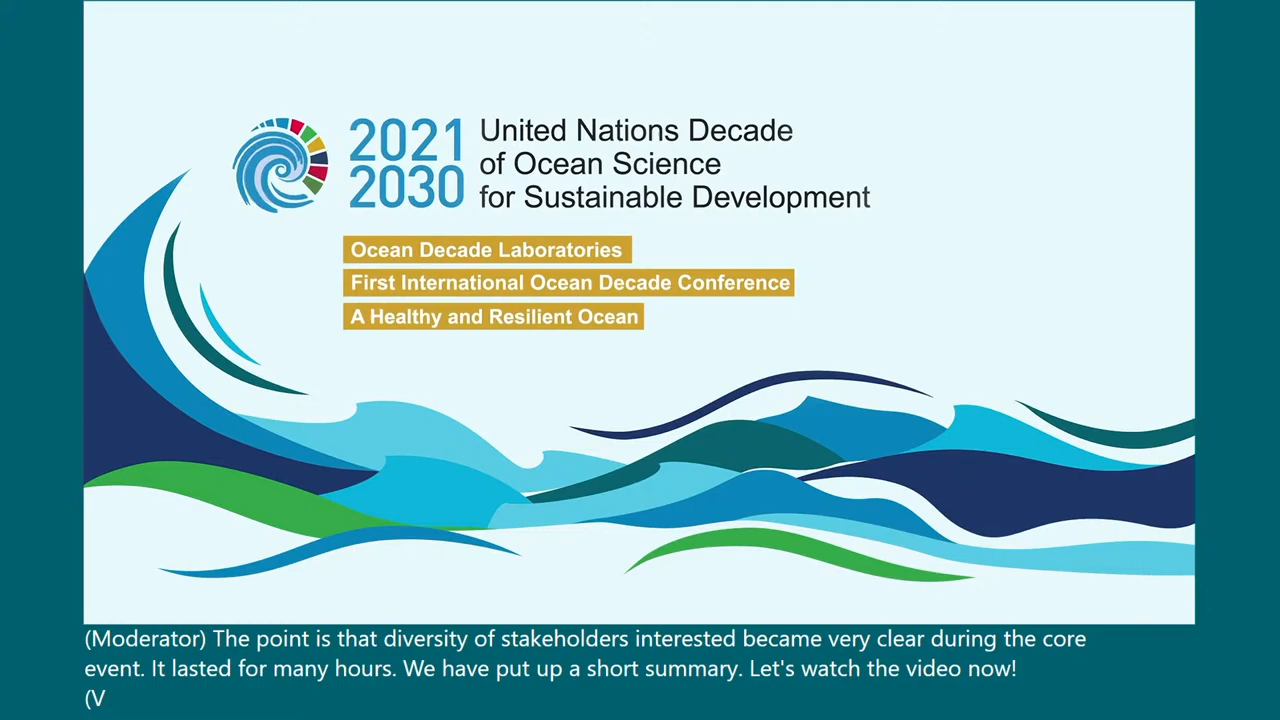 2021
2030
United Nations Decade
of Ocean Science
for Sustainable Development
Ocean Decade Laboratories
First International Ocean Decade Conference
A Healthy and Resilient Ocean
(Moderator) The point is that diversity of stakeholders interested became very clear during the core
event. It lasted for many hours. We have put up a short summary. Let's watch the video now!
(V